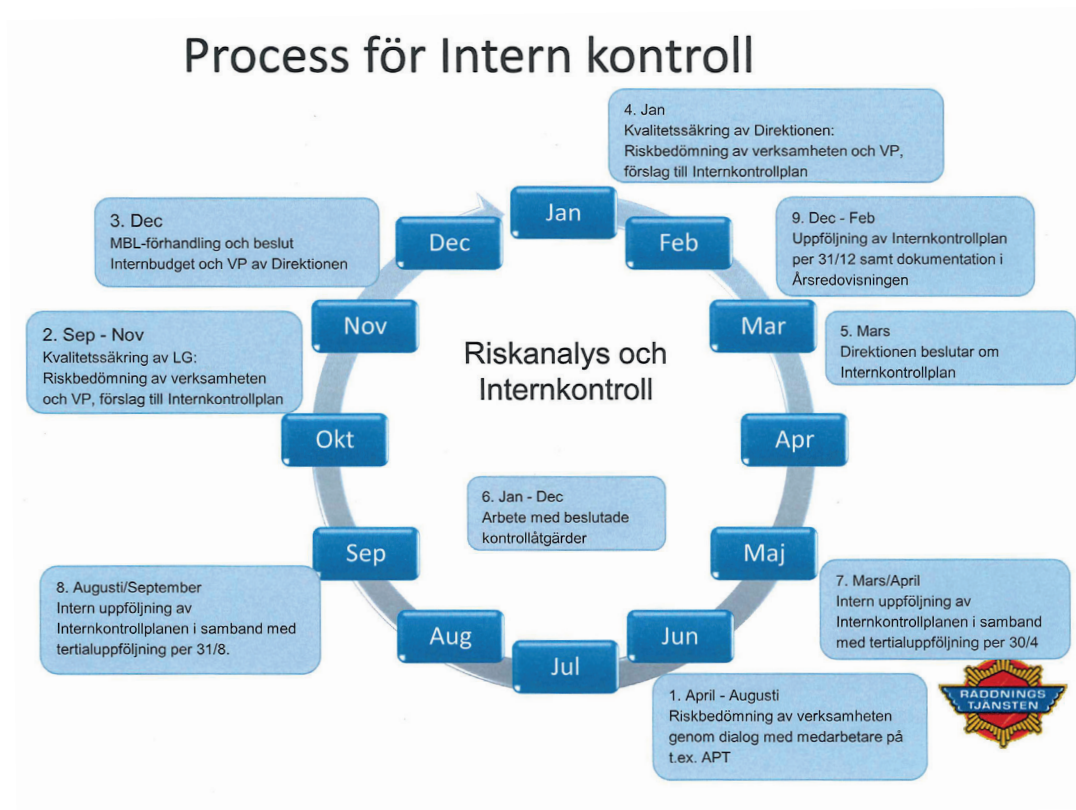 Process för Intern kontroll
4. Jan
Kvalitetssäkring av Direktionen:
Riskbedömning av verksamheten och VP,
förslag till Internkontrollplan
3. Dec
MBL-förhandling och beslut
Internbudget och VP av Direktionen
9. Dec - Feb
Uppföljning av Internkontrollplan
per 31/12 samt dokumentation i
Årsredovisningen
2. Sep - Nov
Kvalitetssäkring av LG:
Riskbedömning av verksamheten
och VP, förslag till Internkontrollplan
5. Mars
Direktionen beslutar om
Internkontrollplan
Jan
Feb
Mar
Apr
Maj
Jun
Jul
Aug
Sep
Okt
Nov
Dec
Riskanalys och
Internkontroll
6. Jan - Dec
Arbete med beslutade
kontrollåtgärder
8. Augusti/September
Intern uppföljning av
Internkontrollplanen i samband med
tertialuppföljning per 31/8.
7. Mars/April
Intern uppföljning av
Internkontrollplanen i samband
med tertialuppföljning per 30/4
1. April - Augusti
Riskbedömning av verksamheten
genom dialog med medarbetare på
t.ex. APT
RÄDDNINGS
TJÄNSTEN